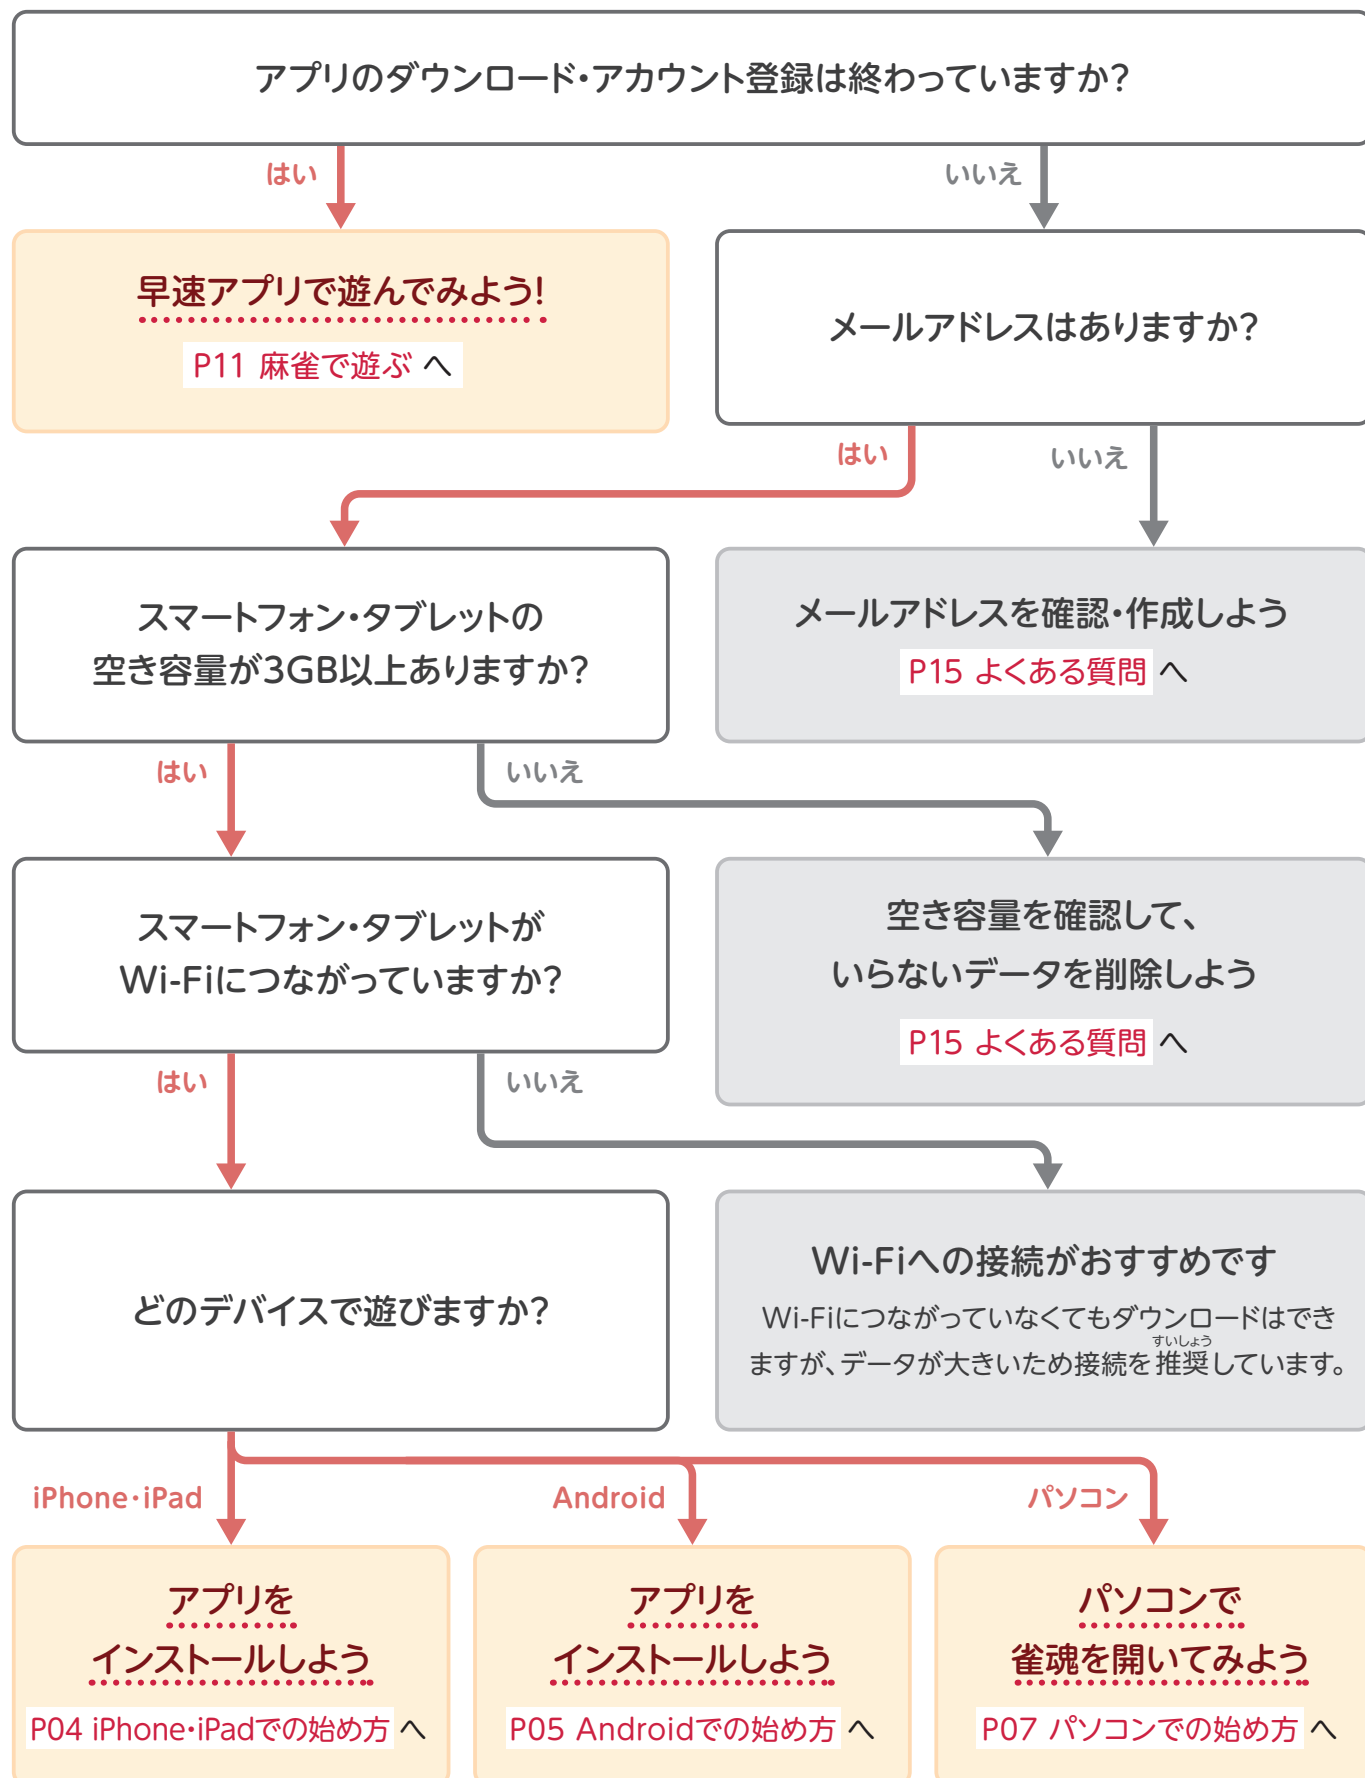 アプリのダウンロード・アカウント登録は終わっていますか?
はい
いいえ
早速アプリで遊んでみよう!
P11 麻雀で遊ぶ へ
メールアドレスはありますか?
はい
いいえ
スマートフォン・タブレットの
空き容量が3GB以上ありますか?
メールアドレスを確認・作成しよう
P15 よくある質問 へ
はい
いいえ
スマートフォン・タブレットが
Wi-Fiにつながっていますか?
空き容量を確認して、
いらないデータを削除しよう
P15 よくある質問 へ
はい
いいえ
どのデバイスで遊びますか?
Wi-Fiへの接続がおすすめです
Wi-Fiにつながっていなくてもダウンロードはでき
すいしょう
ますが、データが大きいため接続を推奨しています。
iPhone・iPad
Android
パソコン
アプリを
インストールしよう
P04 iPhone・iPadでの始め方 へ
アプリを
インストールしよう
P05 Androidでの始め方 へ
パソコンで
雀魂を開いてみよう
P07 パソコンでの始め方 へ